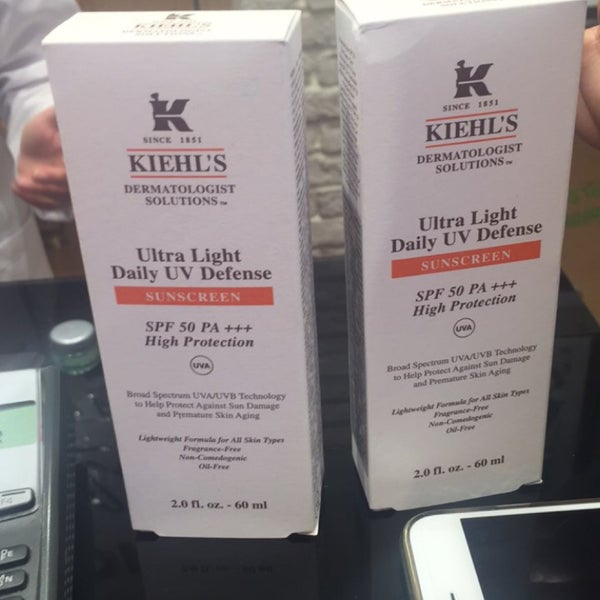 KIEHL'S
SINCE 1851
KIEHL'S
DERMATOLOGIST
SOLUTIONS™
Ultra Light
Daily UV Defense
SUNSCREEN
SPF 50 PA +++
High Protection
UVA
Broad Spectrum UVA/UVB Technology
to Help Protect Against Sun Damage
and Premature Skin Aging
Lightweight Formula for All Skin Types
Fragrance-Free
Non-Comedogenic
Oil-Free
2.0 fl. oz. - 60 ml
SINCE 1851
KIEHL'S
DERMATOLOGIST
SOLUTIONS™
Ultra Light
Daily UV Defense
SUNSCREEN
SPF 50 PA +++
High Protection
UVA
Broad Spectrum UVA/UVB Technology
to Help Protect Against Sun Damage
and Premature Skin Aging
Lightweight Formula for All Skin Types
Fragrance-Free
Non-Comedogenic
Oil-Free
2.0 fl. oz. - 60 ml
F4